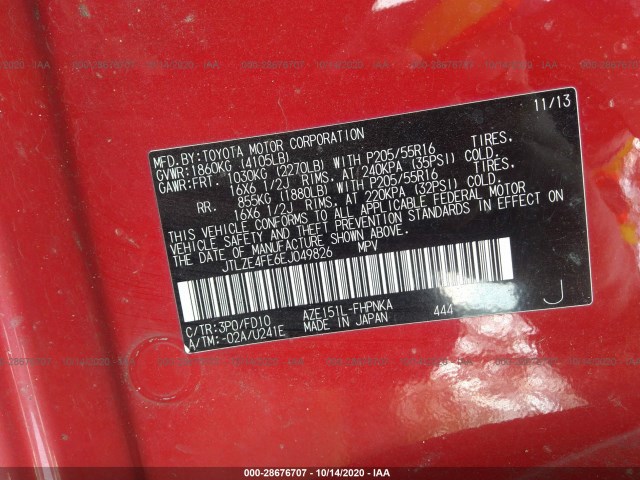 11/13
MFD.BY:TOYOTA MOTOR CORPORATION
GVWR:1860KG (4105LB)
GAWR:FRT. 1030KG (2270LB) WITH P205/55R16 TIRES.
16X6 1/2J RIMS, AT 240KPA (35PSI) COLD.
RR. 855KG (1880LB) WITH P205/55R16 TIRES.
16X6 1/2J RIMS, AT 220KPA (32PSI) COLD.
THIS VEHICLE CONFORMS TO ALL APPLICABLE FEDERAL MOTOR
VEHICLE SAFETY AND THEFT PREVENTION STANDARDS IN EFFECT ON
THE DATE OF MANUFACTURE SHOWN ABOVE.
JTLZE4FE6EJ049826 MPV
C/TR:3P0/FD10 AZE151L-FHPNKA
A/TM:-02A/U241E MADE IN JAPAN 444 J
000-28676707 | 10/14/2020 | IAA